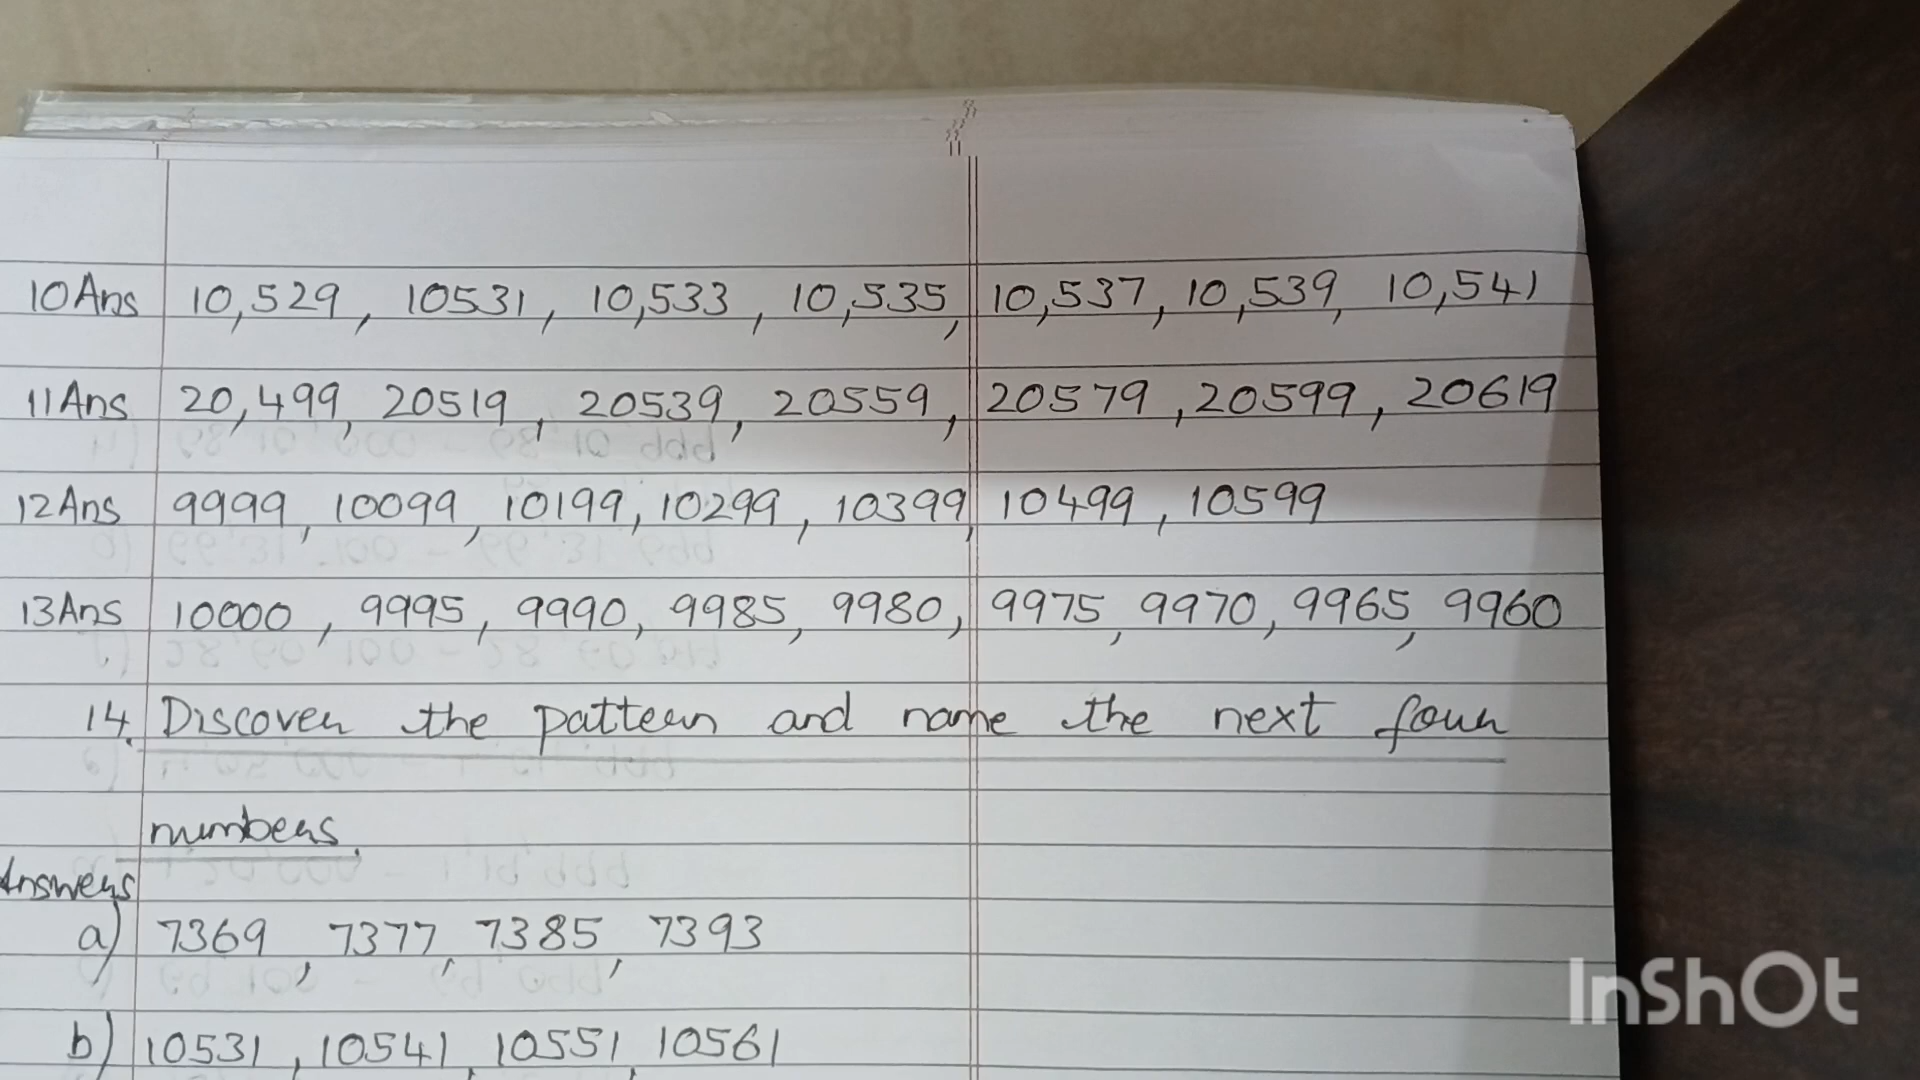 10Ans 10,529, 10531, 10,533, 10,535, 10,537, 10,539, 10,541
11Ans 20,499, 20519, 20539, 20559, 20579, 20599, 20619
12Ans 9999, 10099, 10199, 10299, 10399, 10499, 10599
13Ans 10000, 9995, 9990, 9985, 9980, 9975, 9970, 9965, 9960
14. Discover the pattern and name the next four
numbers.
Answers
a) 7369, 7377, 7385, 7393
b) 10531, 10541, 10551, 10561
InShOt